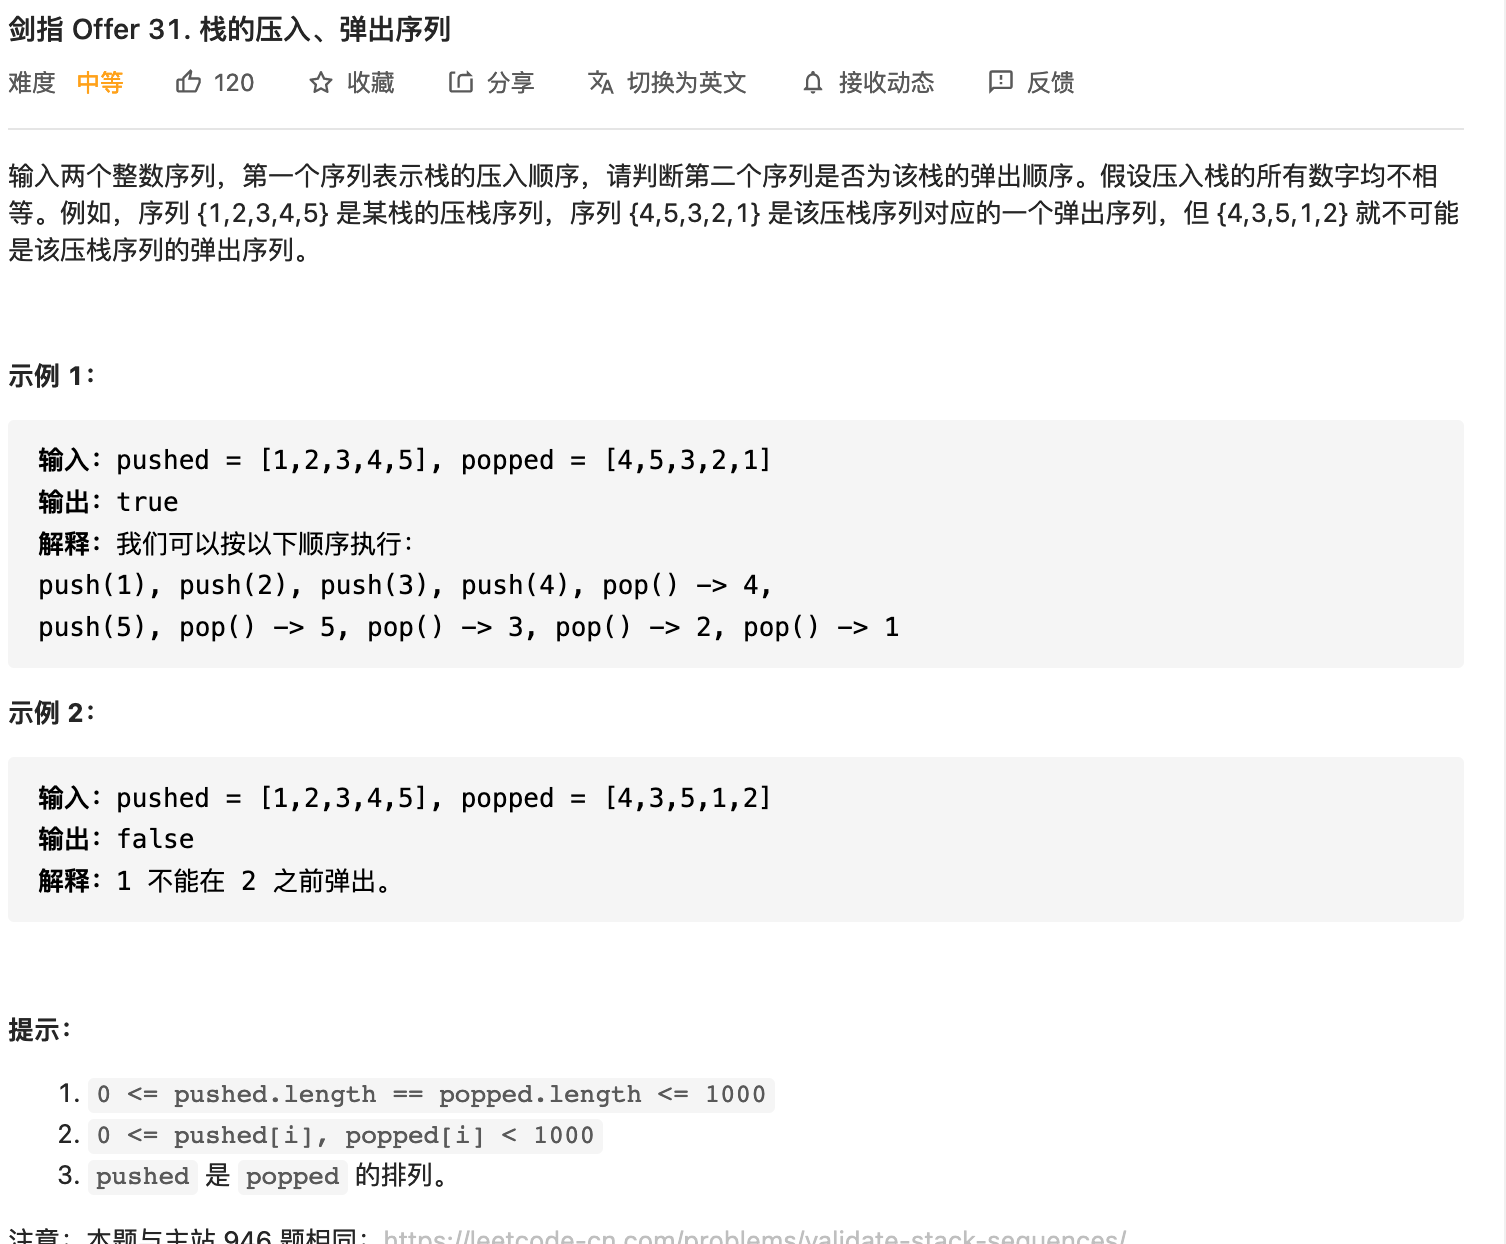 剑指 Offer 31. 栈的压入、弹出序列
难度 中等 120 收藏 分享 切换为英文 接收动态 反馈
输入两个整数序列，第一个序列表示栈的压入顺序，请判断第二个序列是否为该栈的弹出顺序。假设压入栈的所有数字均不相
等。例如，序列 {1,2,3,4,5} 是某栈的压栈序列，序列 {4,5,3,2,1} 是该压栈序列对应的一个弹出序列，但 {4,3,5,1,2} 就不可能
是该压栈序列的弹出序列。
示例 1：
输入：pushed = [1,2,3,4,5], popped = [4,5,3,2,1]
输出：true
解释：我们可以按以下顺序执行：
push(1), push(2), push(3), push(4), pop() -> 4,
push(5), pop() -> 5, pop() -> 3, pop() -> 2, pop() -> 1
示例 2：
输入：pushed = [1,2,3,4,5], popped = [4,3,5,1,2]
输出：false
解释：1 不能在 2 之前弹出。
提示：
1. 0 <= pushed.length == popped.length <= 1000
2. 0 <= pushed[i], popped[i] < 1000
3. pushed 是 popped 的排列。
注意：本题与主站 946 题相同：https://leetcode-cn.com/problems/validate-stack-sequences/